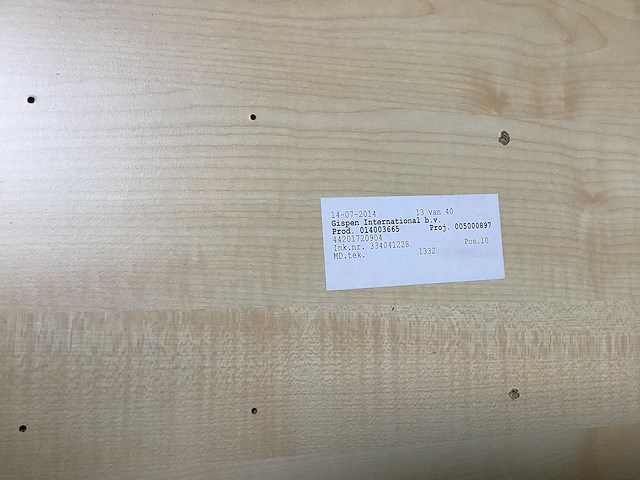 14-07-2014 13 van 40
Gispen International b.v.
Prod. 014003665 Proj. 005000897
44201720904
Ink.nr. 334041228 Pos.10
MD.tek. 1332